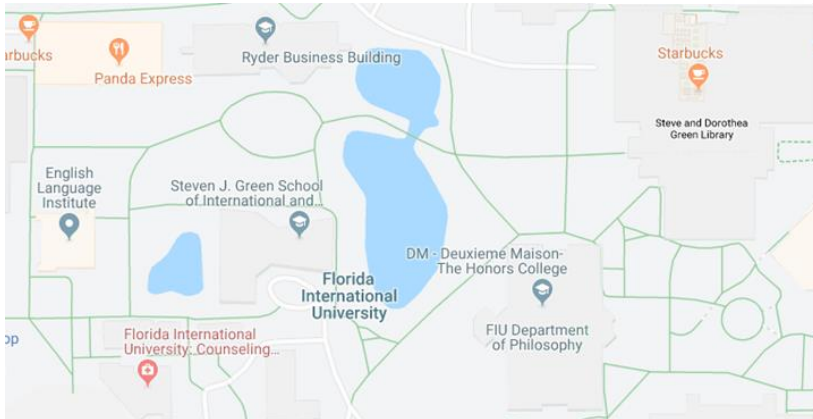 arbucks
Panda Express
Ryder Business Building
Starbucks
Steve and Dorothea
Green Library
English
Language
Institute
Steven J. Green School
of International and...
DM - Deuxieme Maison-
The Honors College
Florida
International
University
FIU Department
of Philosophy
op
Florida International
University: Counseling...